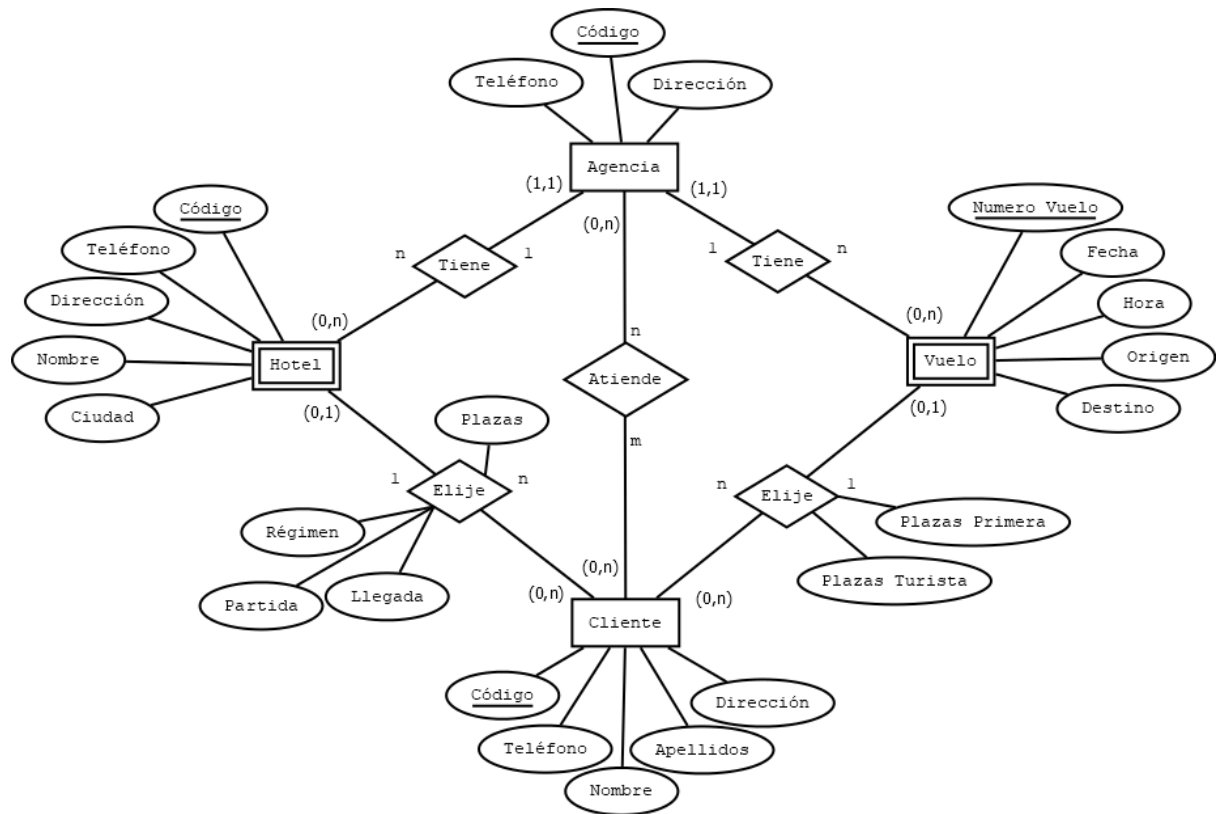 Código
Teléfono
Dirección
Agencia
(1,1)
(1,1)
(0,n)
Código
Numero Vuelo
Teléfono
Fecha
n
Tiene
1
1
Tiene
n
Dirección
Hora
(0,n)
(0,n)
n
Nombre
Hotel
Vuelo
Origen
Atiende
Ciudad
(0,1)
(0,1)
Destino
Plazas
m
1
Elije
n
n
Elije
1
Régimen
Plazas Primera
Partida
Llegada
(0,n)
(0,n)
(0,n)
Plazas Turista
Cliente
Código
Dirección
Teléfono
Apellidos
Nombre